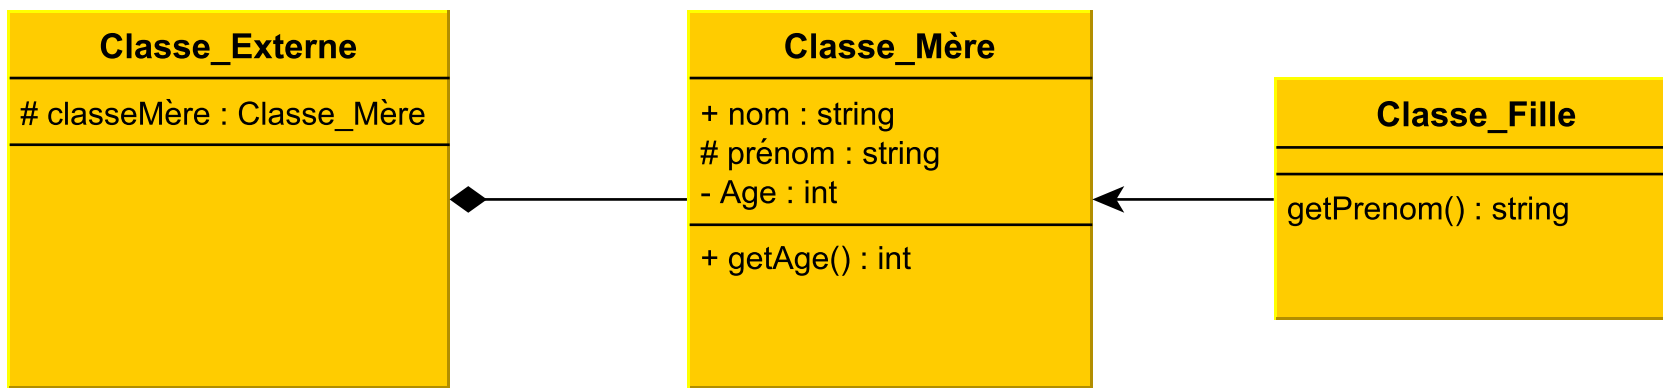 Classe_Externe
# classeMère : Classe_Mère
Classe_Mère
+ nom : string
# prénom : string
- Age : int
+ getAge() : int
Classe_Fille
getPrenom() : string